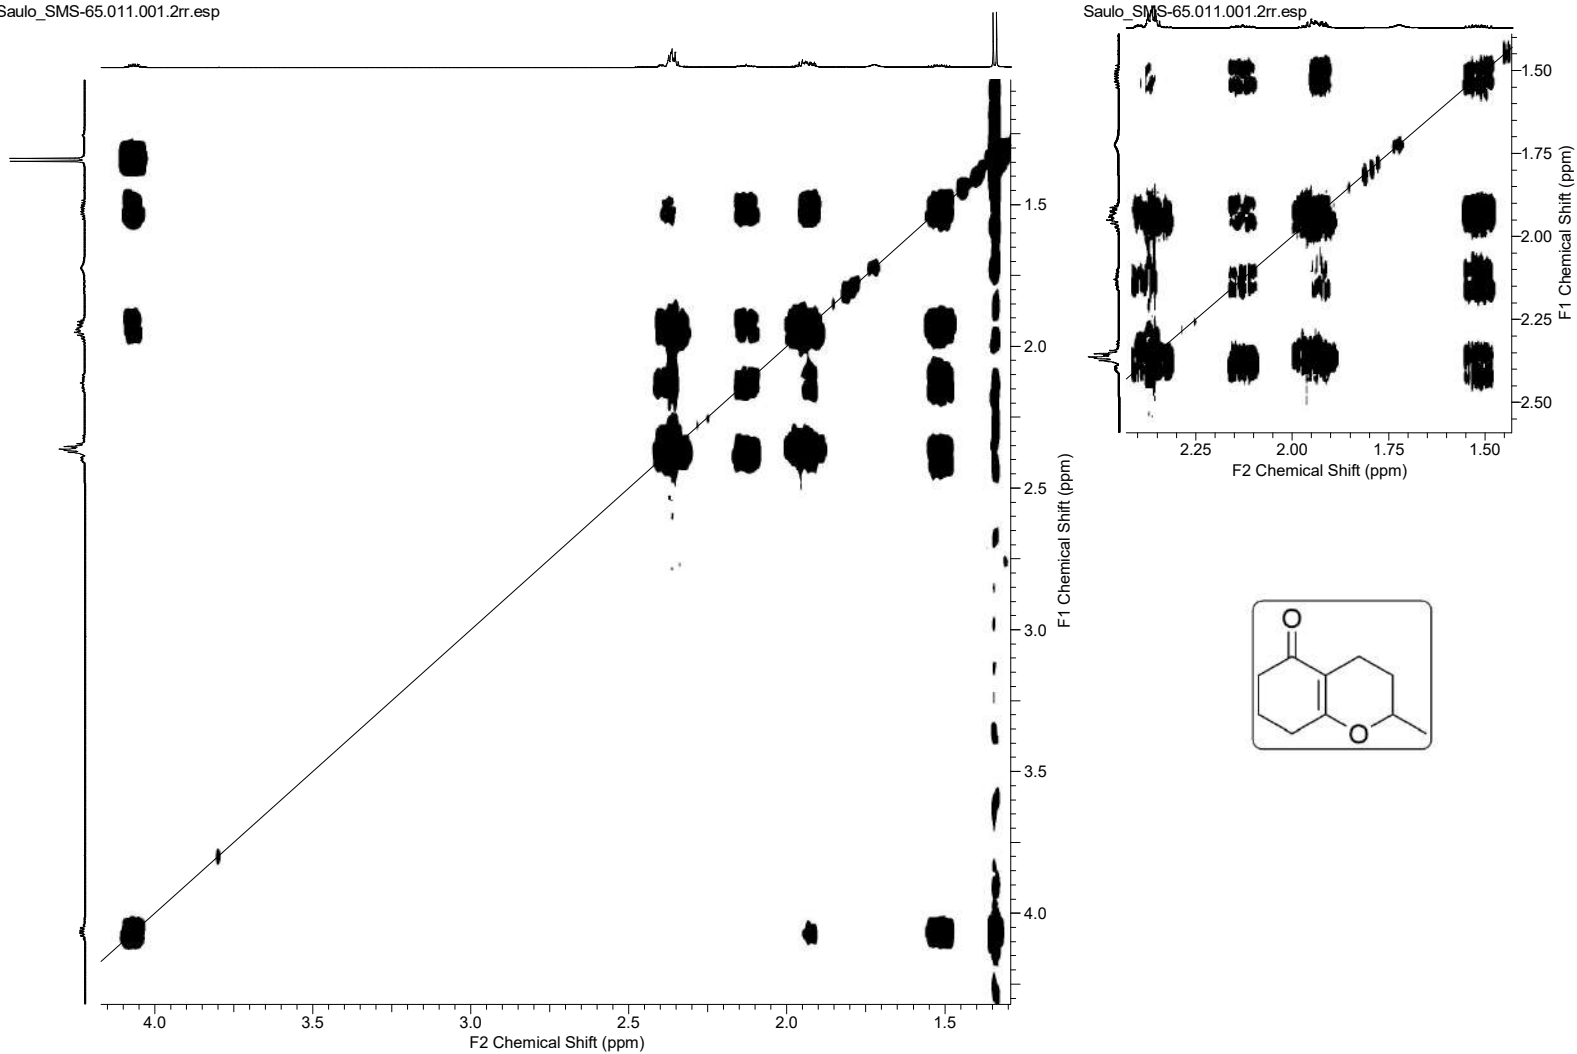 Saulo_SMS-65.011.001.2rr.esp
1.5
2.0
2.5
3.0
3.5
4.0
F1 Chemical Shift (ppm)
4.0 3.5 3.0 2.5 2.0 1.5
F2 Chemical Shift (ppm)
Saulo_SMS-65.011.001.2rr.esp
1.50
1.75
2.00
2.25
2.50
F1 Chemical Shift (ppm)
2.25 2.00 1.75 1.50
F2 Chemical Shift (ppm)
O
O